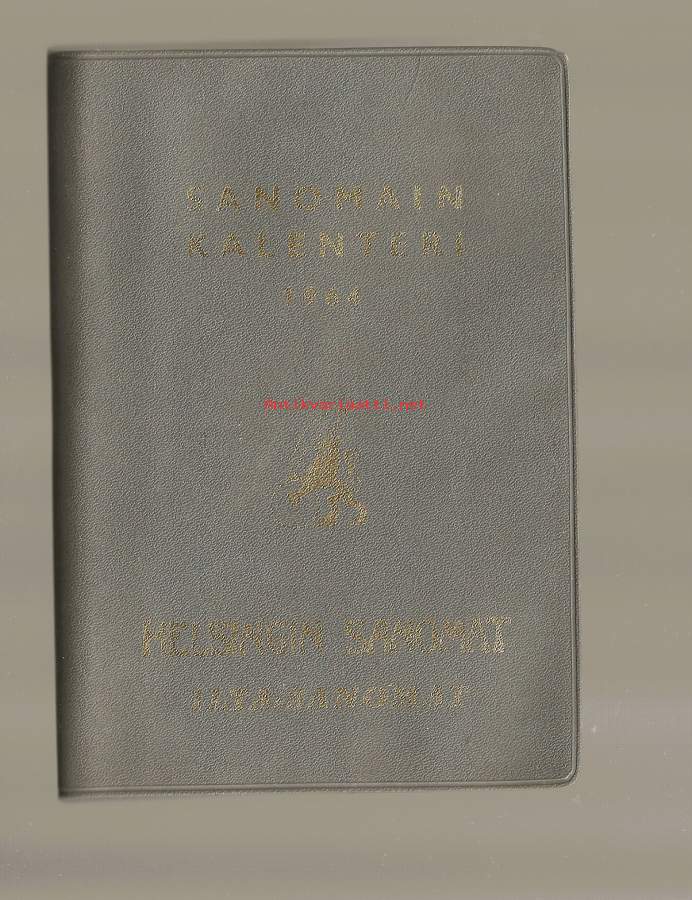 SANOMAIN
KALENTERI
1964
Antikvariaatti.net
HELSINGIN SANOMAT
ILTA-SANOMAT